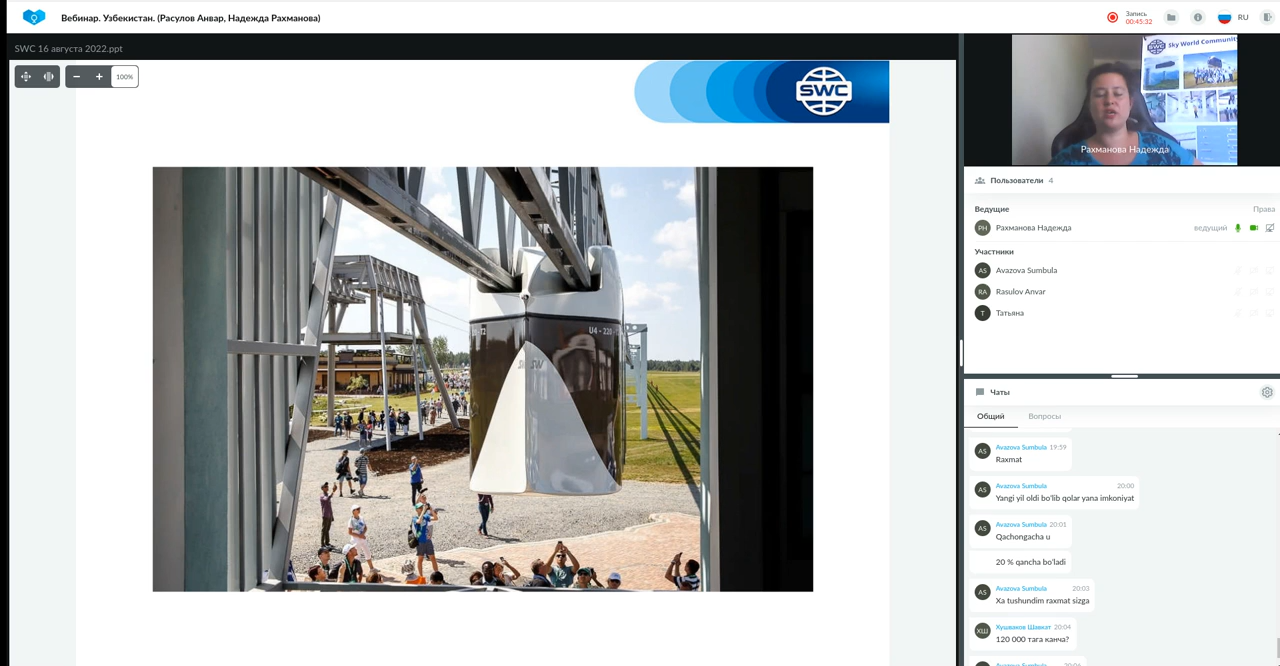 Вебинар. Узбекистан. (Расулов Анвар, Надежда Рахманова)
Запись
00:45:32
RU
SWC 16 августа 2022.ppt
100%
SWC
U4 - 220
SWC
Sky World Community
Рахманова Надежда
Пользователи 4
Ведущие
Права
РН
Рахманова Надежда
ведущий
Участники
AS
Avazova Sumbula
RA
Rasulov Anvar
Т
Татьяна
Чаты
Общий
Вопросы
AS
Avazova Sumbula 19:59
Raxmat
AS
Avazova Sumbula 20:00
Yangi yil oldi bo'lib qolar yana imkoniyat
AS
Avazova Sumbula 20:01
Qachongacha u
20 % qancha bo'ladi
AS
Avazova Sumbula 20:03
Xa tushundim raxmat sizga
ХШ
Хушваков Шавкат 20:04
120 000 тага канча?